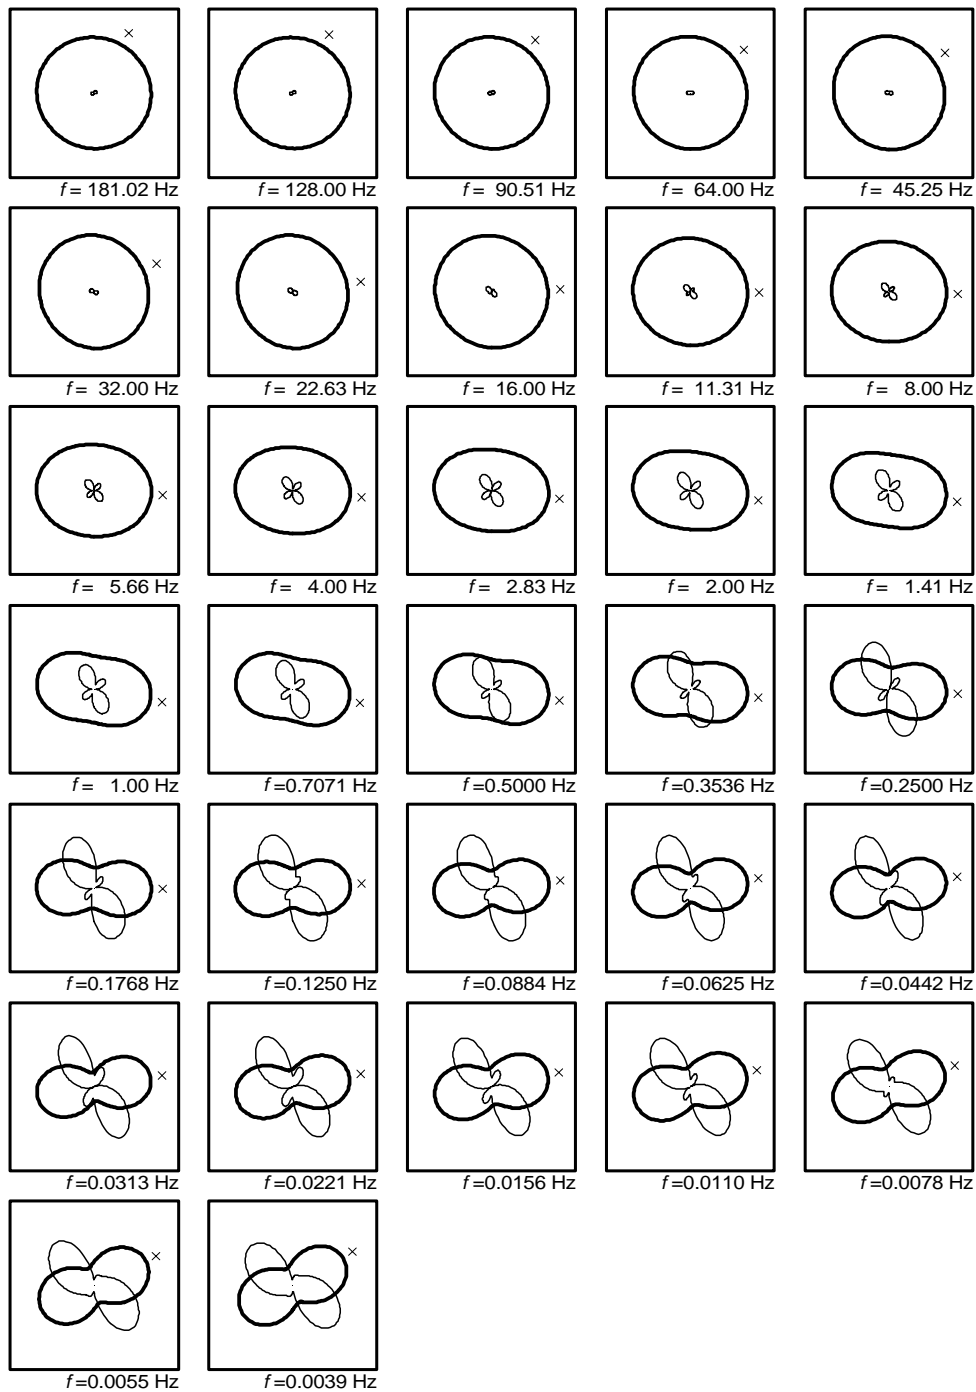 f= 181.02 Hz f= 128.00 Hz f= 90.51 Hz f= 64.00 Hz f= 45.25 Hz
f= 32.00 Hz f= 22.63 Hz f= 16.00 Hz f= 11.31 Hz f= 8.00 Hz
f= 5.66 Hz f= 4.00 Hz f= 2.83 Hz f= 2.00 Hz f= 1.41 Hz
f= 1.00 Hz f=0.7071 Hz f=0.5000 Hz f=0.3536 Hz f=0.2500 Hz
f=0.1768 Hz f=0.1250 Hz f=0.0884 Hz f=0.0625 Hz f=0.0442 Hz
f=0.0313 Hz f=0.0221 Hz f=0.0156 Hz f=0.0110 Hz f=0.0078 Hz
f=0.0055 Hz f=0.0039 Hz